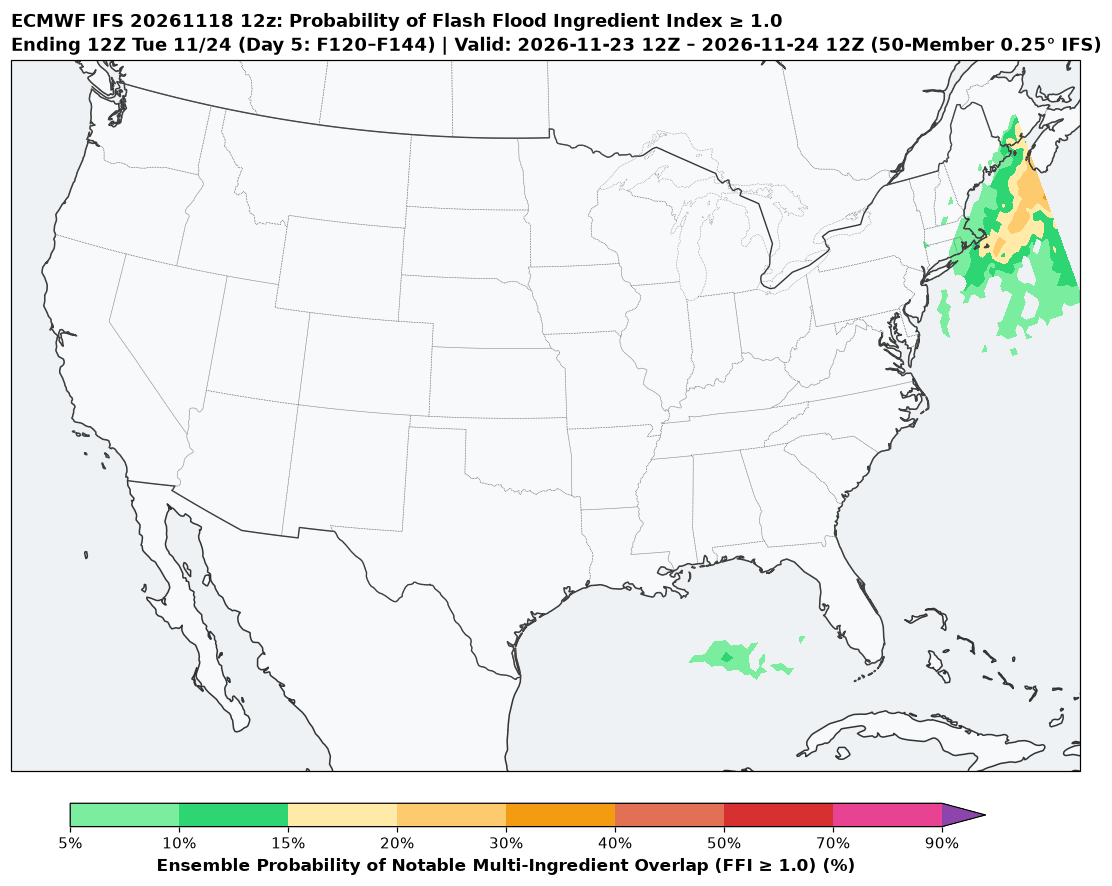 ECMWF IFS 20261118 12z: Probability of Flash Flood Ingredient Index ≥ 1.0
Ending 12Z Tue 11/24 (Day 5: F120–F144) | Valid: 2026-11-23 12Z – 2026-11-24 12Z (50-Member 0.25° IFS)
5% 10% 15% 20% 30% 40% 50% 70% 90%
Ensemble Probability of Notable Multi-Ingredient Overlap (FFI ≥ 1.0) (%)